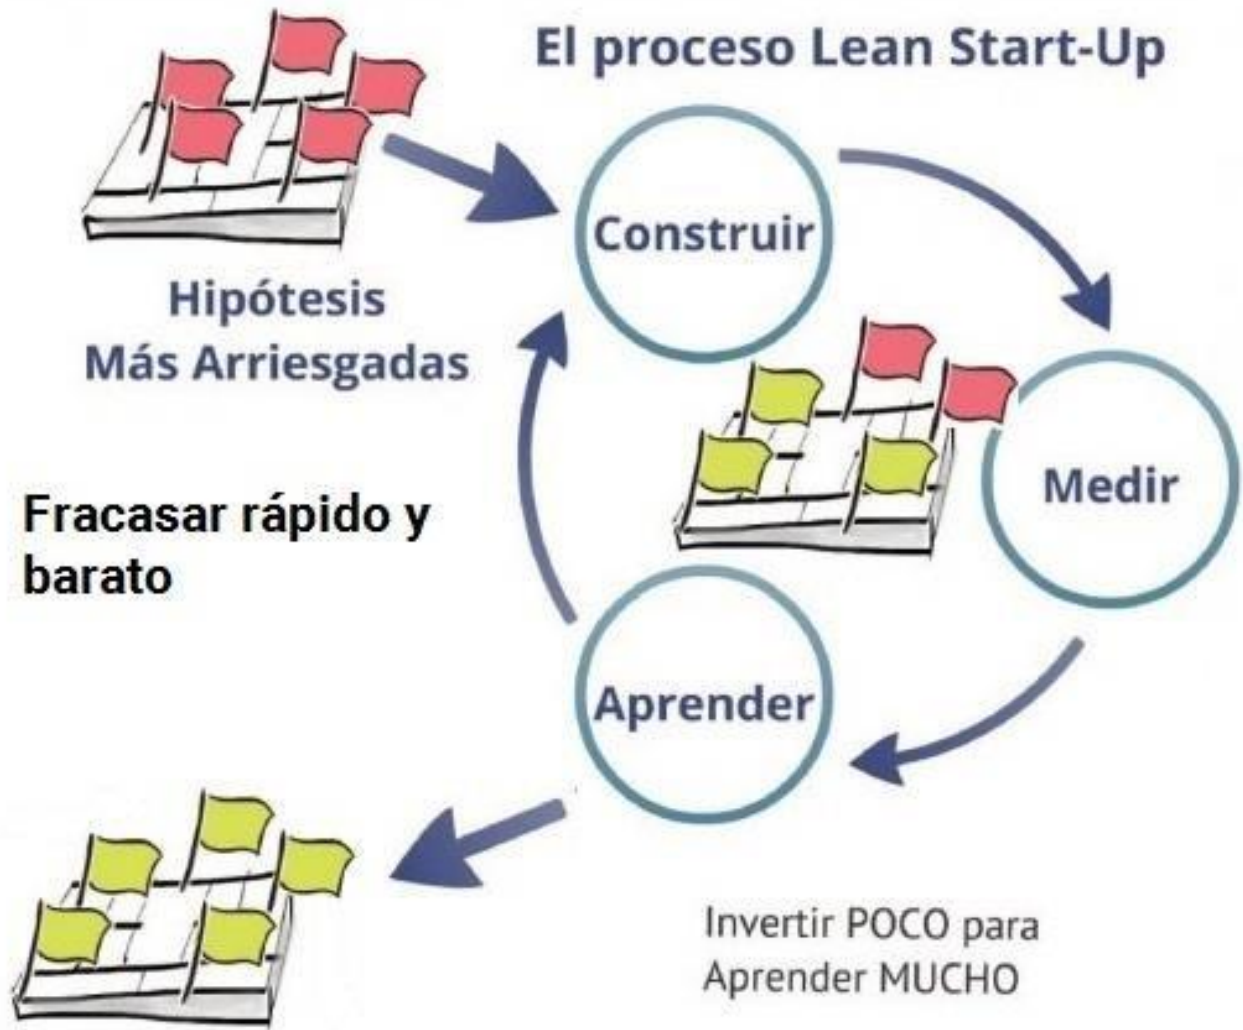 El proceso Lean Start-Up
Construir
Hipótesis
Más Arriesgadas
Medir
Fracasar rápido y
barato
Aprender
Invertir POCO para
Aprender MUCHO